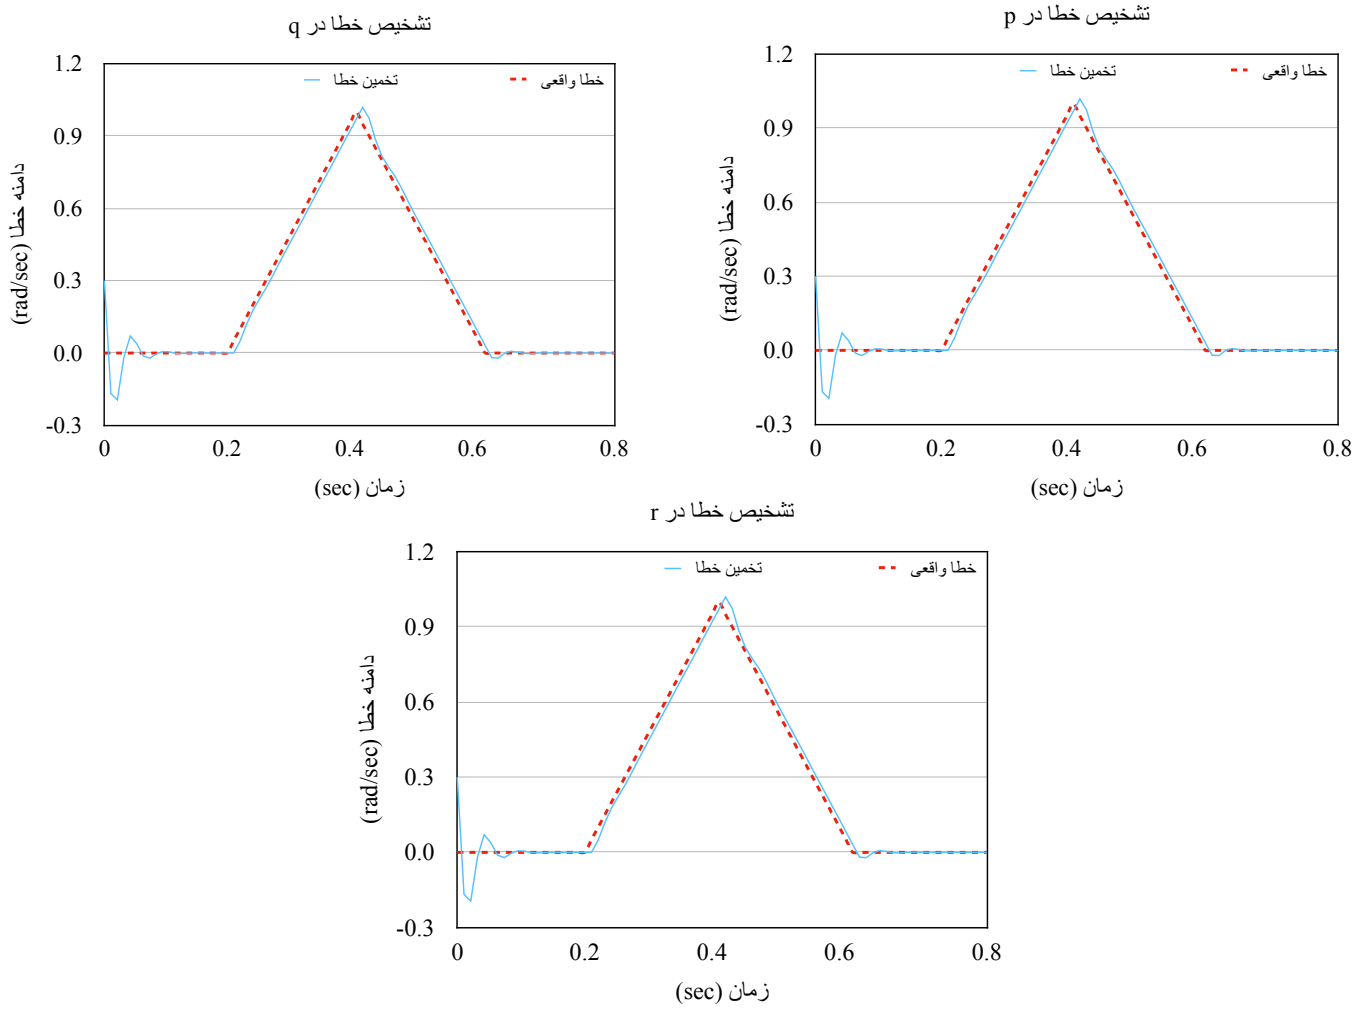 تشخیص خطا در q
خطا واقعی
تخمین خطا
دامنه خطا (rad/sec)
1.2
0.9
0.6
0.3
0.0
-0.3
0 0.2 0.4 0.6 0.8
زمان (sec)
تشخیص خطا در p
خطا واقعی
تخمین خطا
دامنه خطا (rad/sec)
1.2
0.9
0.6
0.3
0.0
-0.3
0 0.2 0.4 0.6 0.8
زمان (sec)
تشخیص خطا در r
خطا واقعی
تخمین خطا
دامنه خطا (rad/sec)
1.2
0.9
0.6
0.3
0.0
-0.3
0 0.2 0.4 0.6 0.8
زمان (sec)